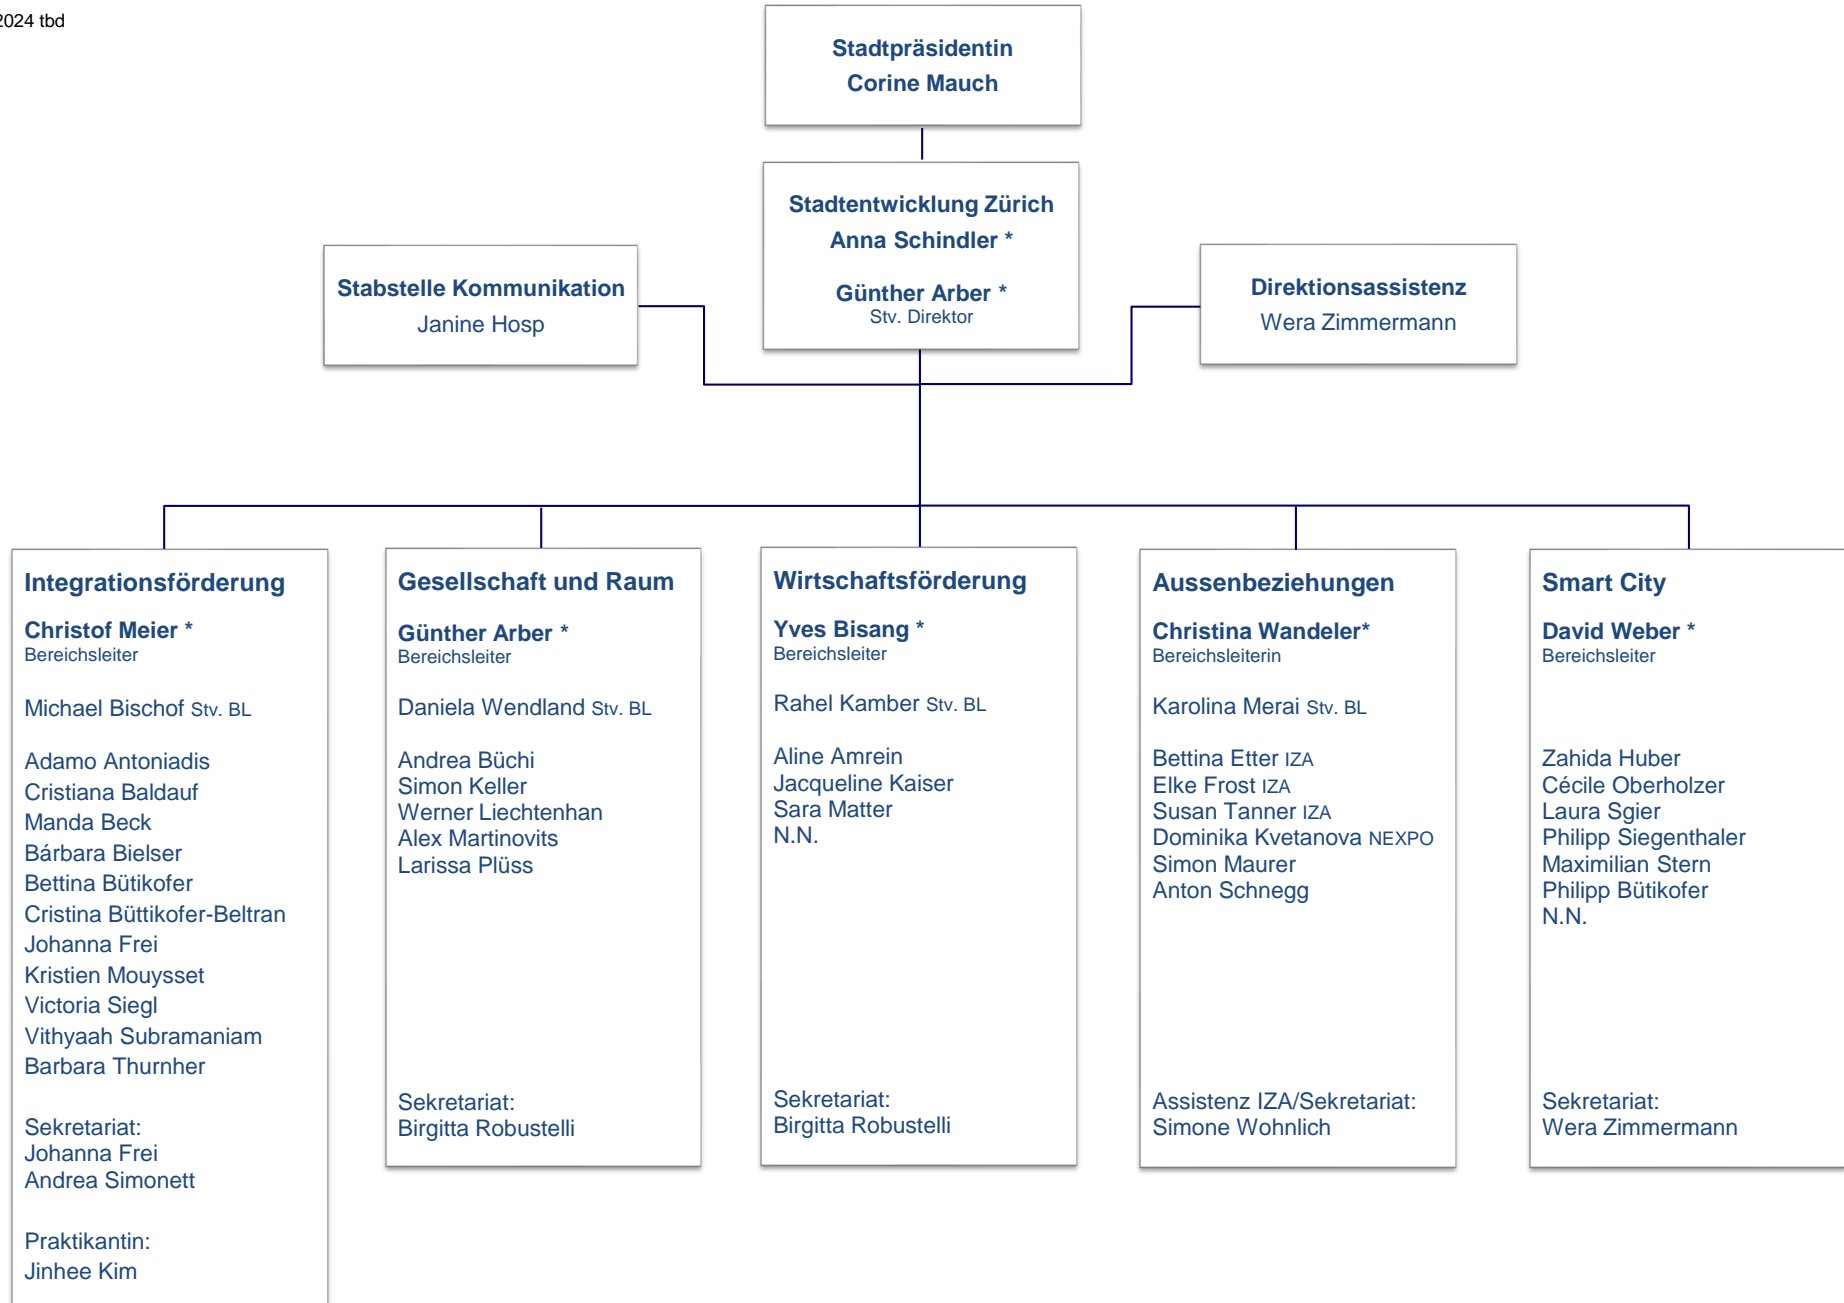 2024 tbd
Stadtpräsidentin
Corine Mauch
Stadtentwicklung Zürich
Anna Schindler *
Günther Arber *
Stv. Direktor
Stabstelle Kommunikation
Janine Hosp
Direktionsassistenz
Wera Zimmermann
Integrationsförderung
Christof Meier *
Bereichsleiter
Michael Bischof Stv. BL
Adamo Antoniadis
Cristiana Baldauf
Manda Beck
Bárbara Bielser
Bettina Bütikofer
Cristina Büttikofer-Beltran
Johanna Frei
Kristien Mouysset
Victoria Siegl
Vithyaah Subramaniam
Barbara Thurnher
Sekretariat:
Johanna Frei
Andrea Simonett
Praktikantin:
Jinhee Kim
Gesellschaft und Raum
Günther Arber *
Bereichsleiter
Daniela Wendland Stv. BL
Andrea Büchi
Simon Keller
Werner Liechtenhan
Alex Martinovits
Larissa Plüss
Sekretariat:
Birgitta Robustelli
Wirtschaftsförderung
Yves Bisang *
Bereichsleiter
Rahel Kamber Stv. BL
Aline Amrein
Jacqueline Kaiser
Sara Matter
N.N.
Sekretariat:
Birgitta Robustelli
Aussenbeziehungen
Christina Wandeler*
Bereichsleiterin
Karolina Merai Stv. BL
Bettina Etter IZA
Elke Frost IZA
Susan Tanner IZA
Dominika Kvetanova NEXPO
Simon Maurer
Anton Schnegg
Assistenz IZA/Sekretariat:
Simone Wohnlich
Smart City
David Weber *
Bereichsleiter
Zahida Huber
Cécile Oberholzer
Laura Sgier
Philipp Siegenthaler
Maximilian Stern
Philipp Bütikofer
N.N.
Sekretariat:
Wera Zimmermann